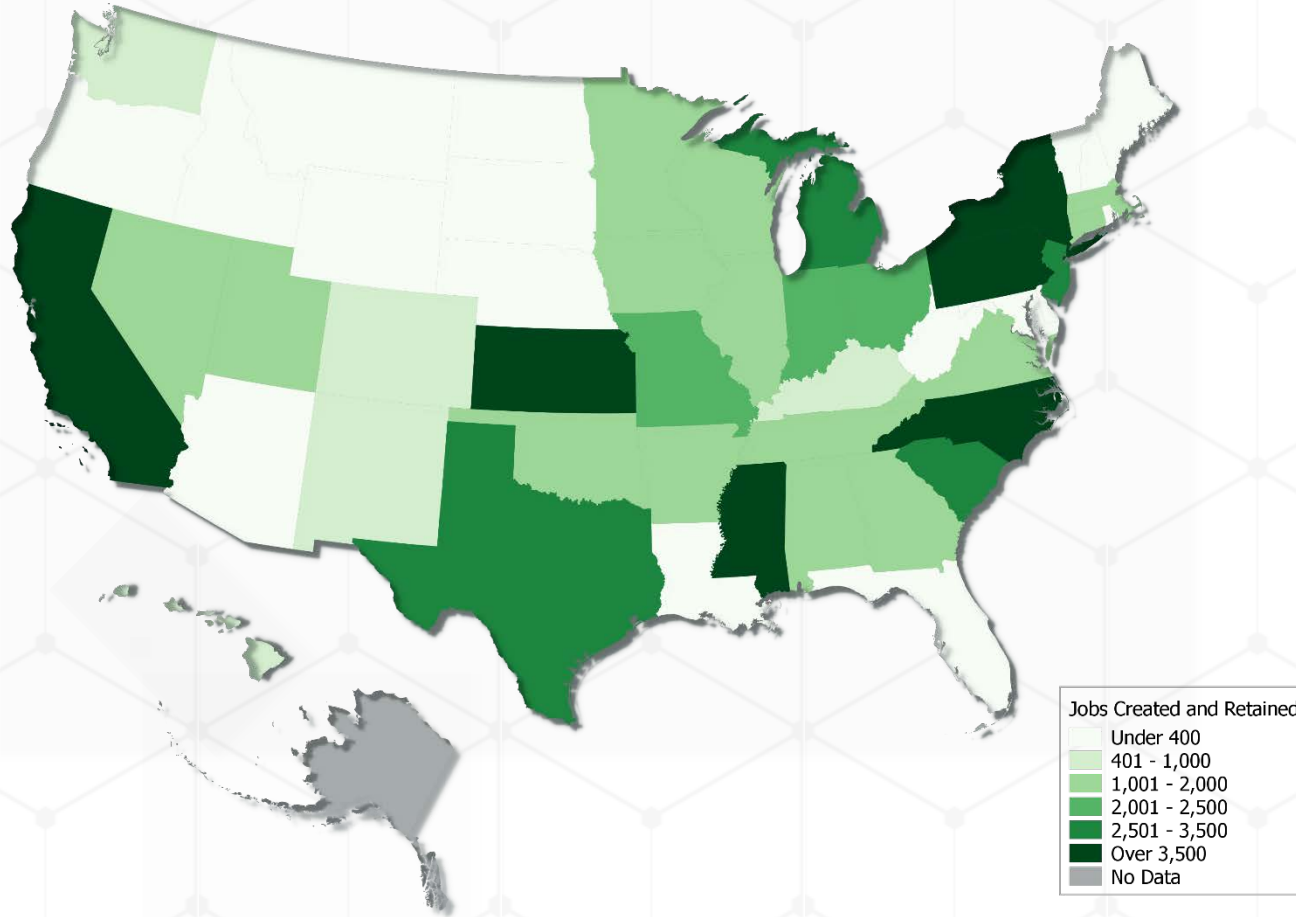 Jobs Created and Retained
Under 400
401 - 1,000
1,001 - 2,000
2,001 - 2,500
2,501 - 3,500
Over 3,500
No Data